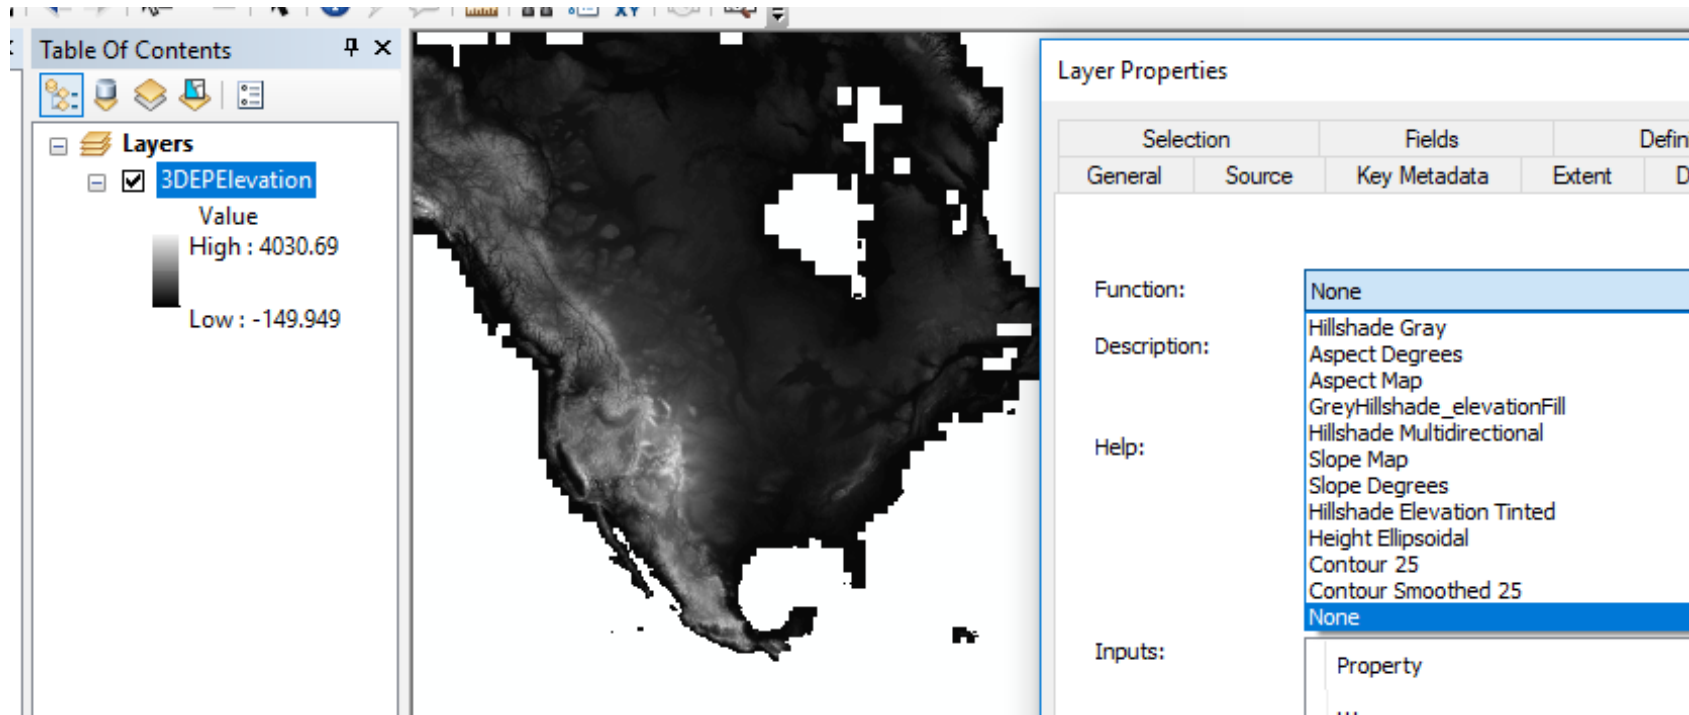 XY
Table Of Contents
Layers
3DEPElevation
Value
High : 4030.69
Low : -149.949
Layer Properties
Selection
Fields
Defin
General
Source
Key Metadata
Extent
D
Function:
None
Hillshade Gray
Aspect Degrees
Aspect Map
GreyHillshade_elevationFill
Hillshade Multidirectional
Slope Map
Slope Degrees
Hillshade Elevation Tinted
Height Ellipsoidal
Contour 25
Contour Smoothed 25
None
Description:
Help:
Inputs:
Property